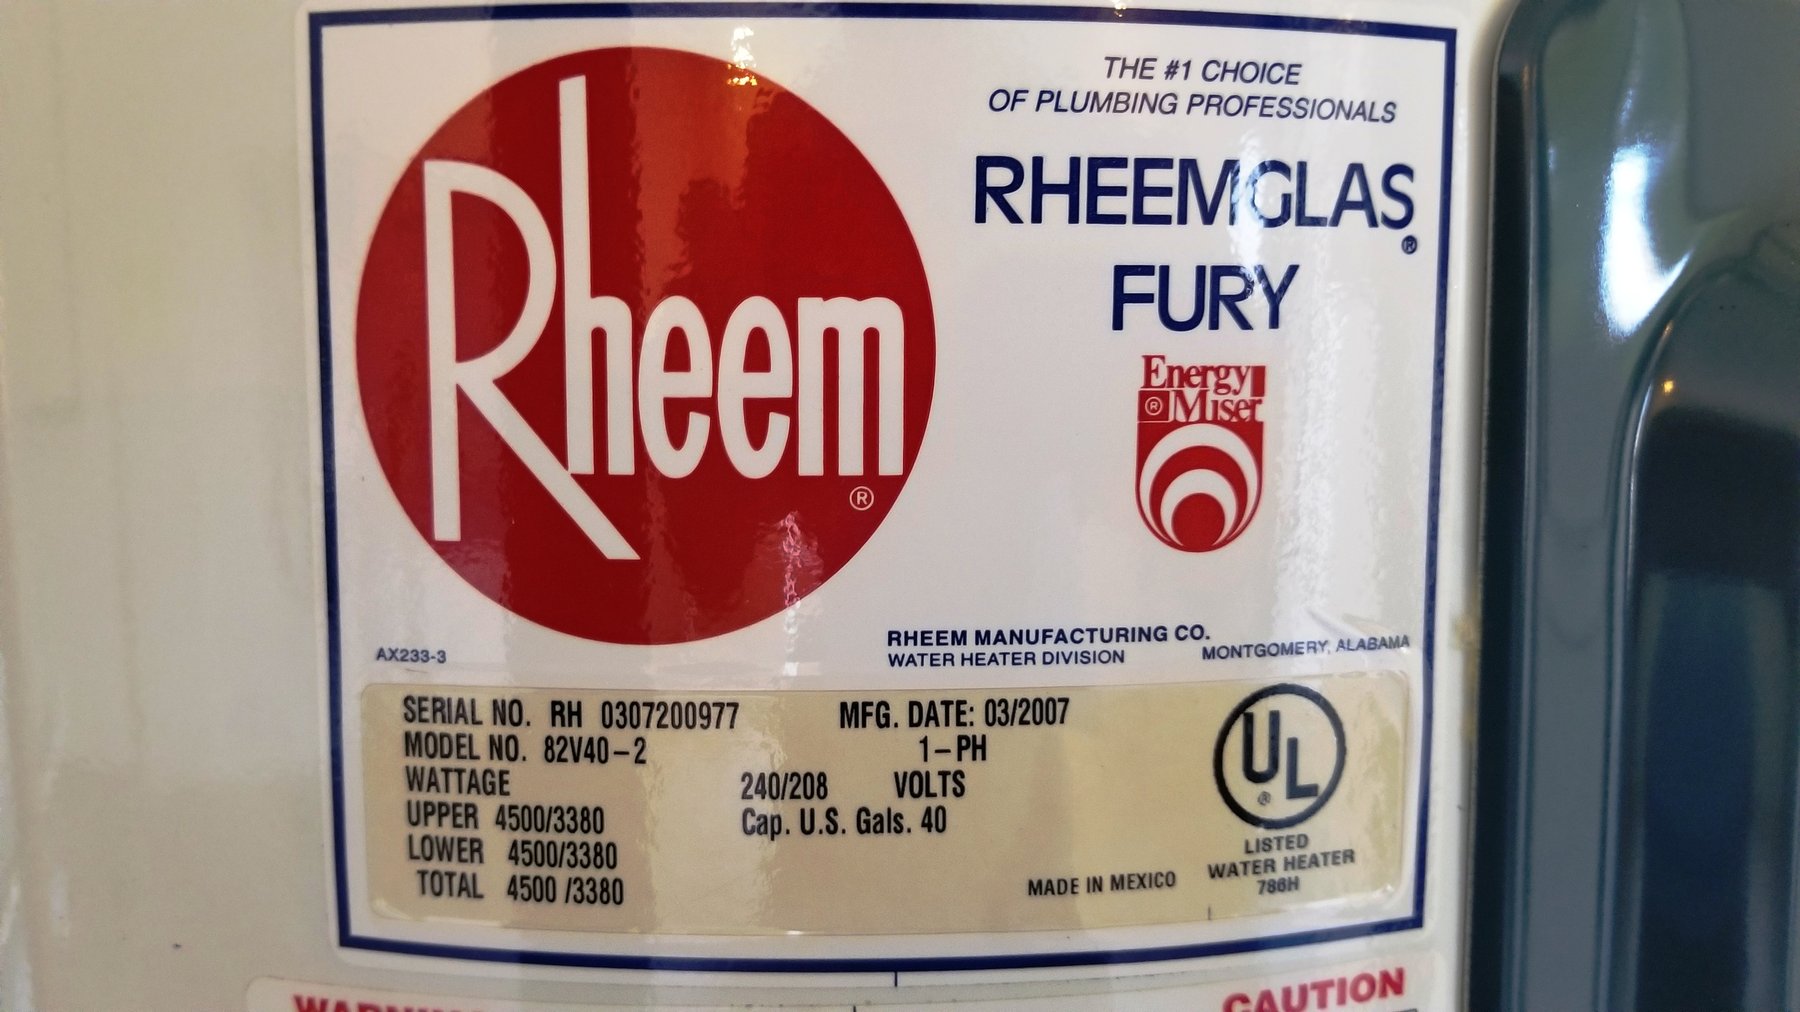 Rheem
®
THE #1 CHOICE
OF PLUMBING PROFESSIONALS
RHEEMGLAS®
FURY
Energy
® Miser
AX233-3
RHEEM MANUFACTURING CO.
WATER HEATER DIVISION MONTGOMERY, ALABAMA
SERIAL NO. RH 0307200977 MFG. DATE: 03/2007
MODEL NO. 82V40-2 1-PH
WATTAGE 240/208 VOLTS
UPPER 4500/3380 Cap. U.S. Gals. 40
LOWER 4500/3380
TOTAL 4500 /3380
MADE IN MEXICO
UL
®
LISTED
WATER HEATER
786H
WARNING
CAUTION